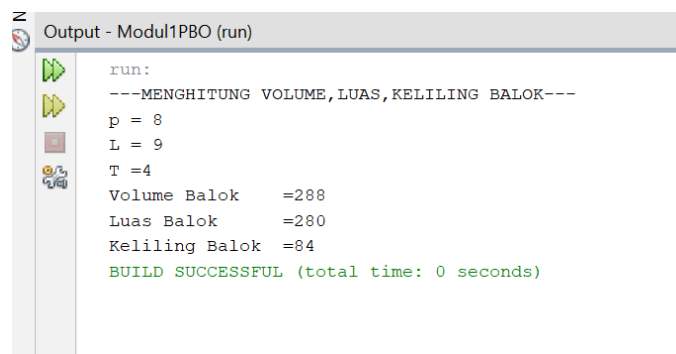 N
Output - Modul1PBO (run)
run:
---MENGHITUNG VOLUME,LUAS,KELILING BALOK---
p = 8
L = 9
T =4
Volume Balok    =288
Luas Balok      =280
Keliling Balok  =84
BUILD SUCCESSFUL (total time: 0 seconds)